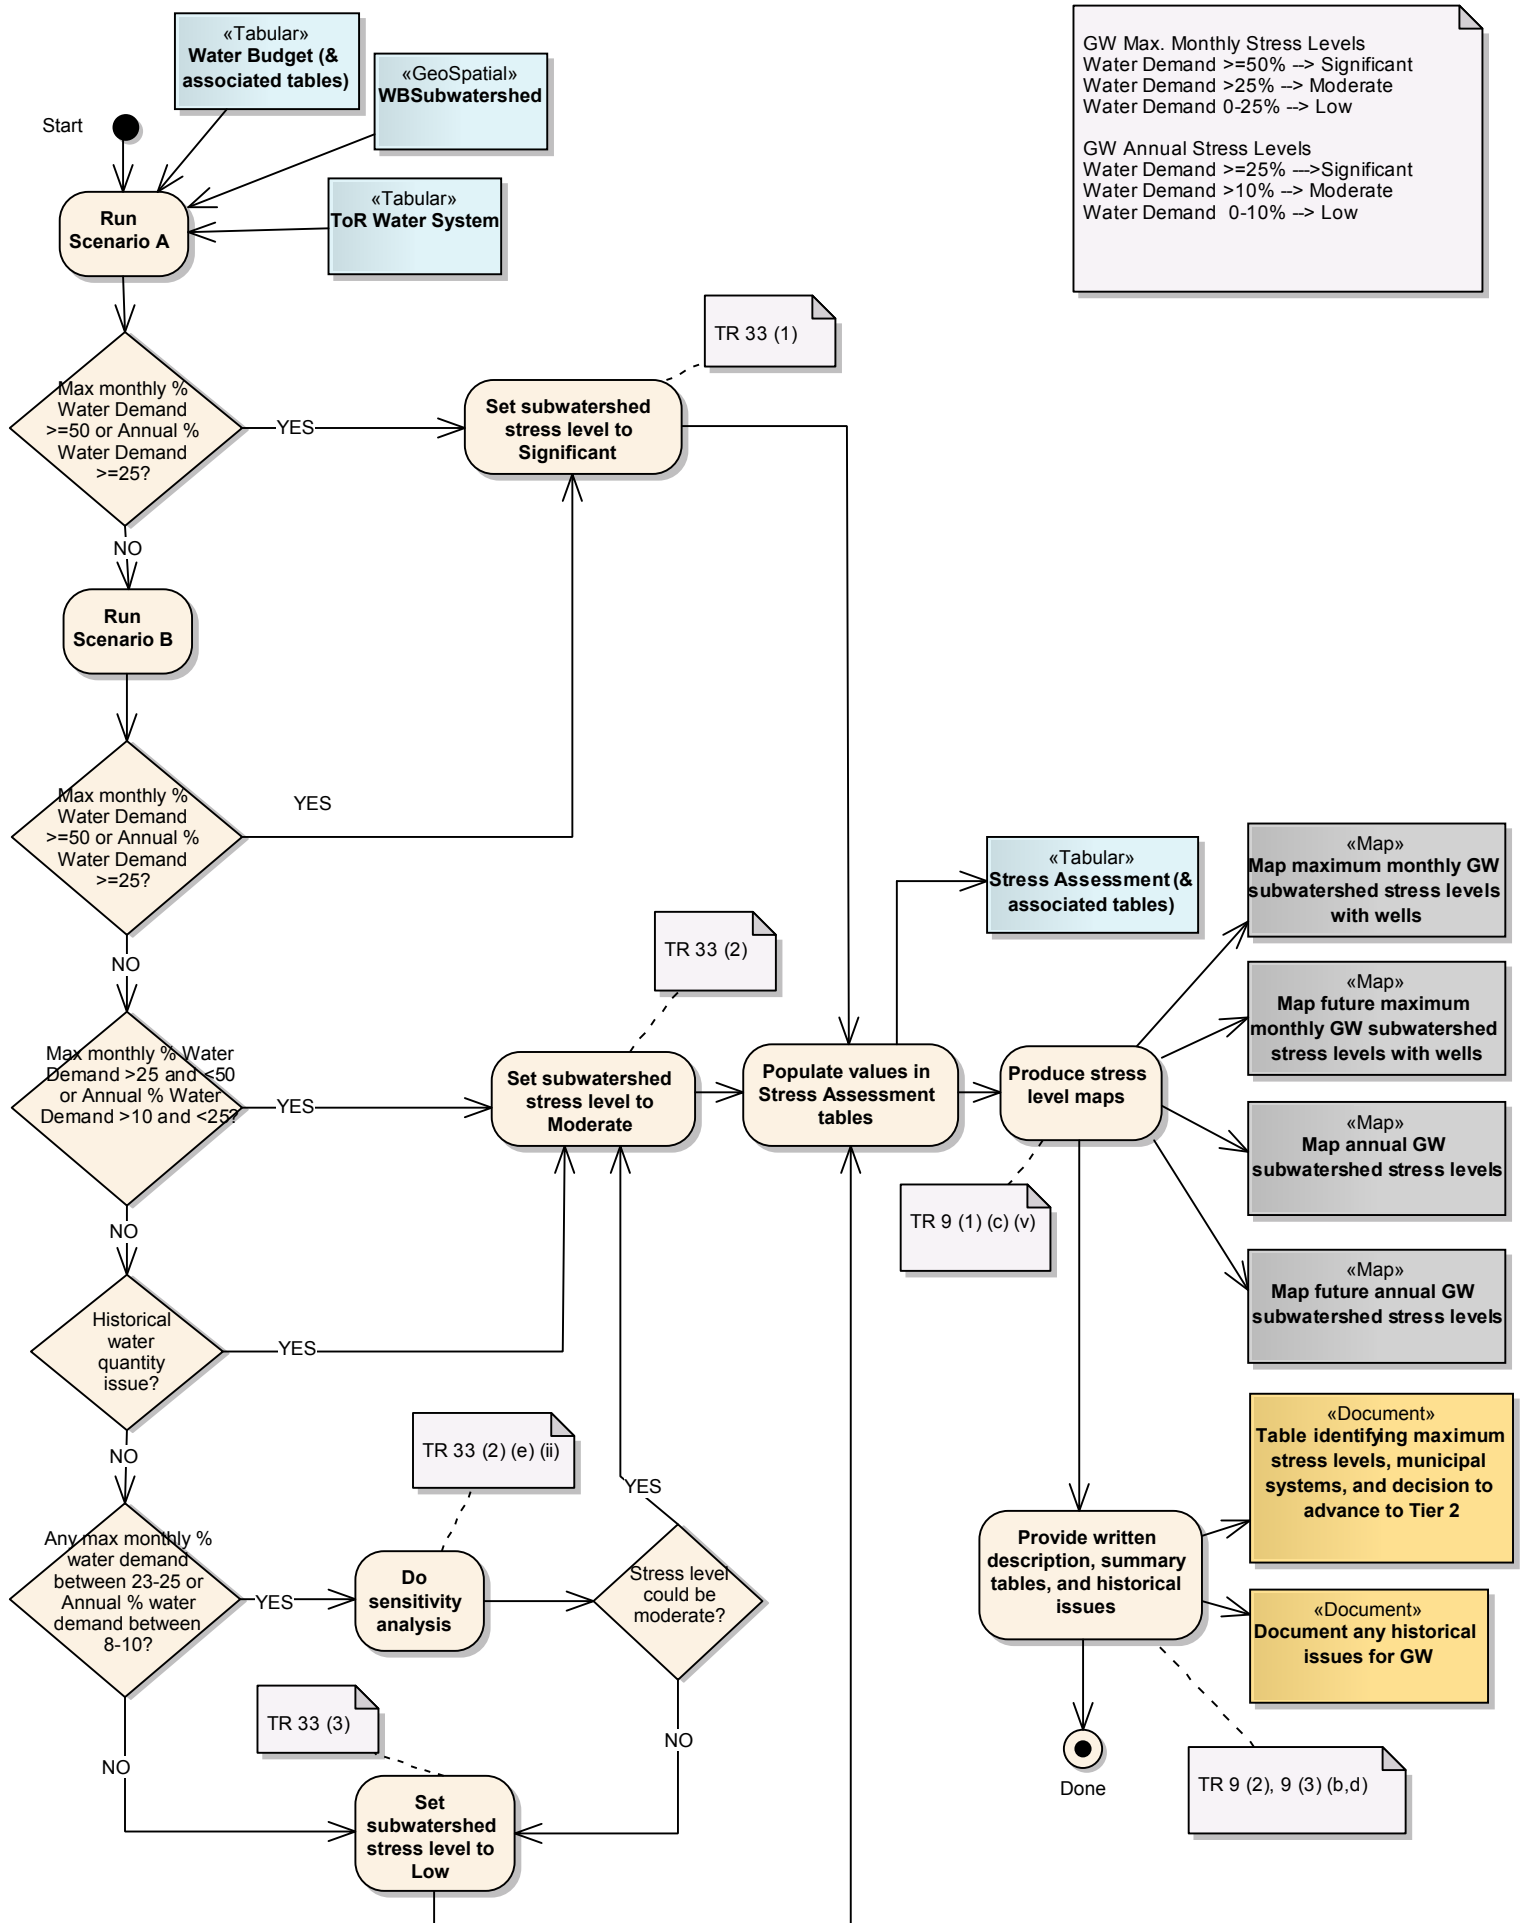 «Tabular»
Water Budget (&
associated tables)
«GeoSpatial»
WBSubwatershed
GW Max. Monthly Stress Levels
Water Demand >=50% --> Significant
Water Demand >25% --> Moderate
Water Demand 0-25% --> Low
GW Annual Stress Levels
Water Demand >=25% --->Significant
Water Demand >10% --> Moderate
Water Demand  0-10% --> Low
Start
«Tabular»
ToR Water System
Run
Scenario A
TR 33 (1)
Max monthly %
Water Demand
>=50 or Annual %
Water Demand
>=25?
YES
Set subwatershed
stress level to
Significant
NO
Run
Scenario B
Max monthly %
Water Demand
>=50 or Annual %
Water Demand
>=25?
YES
NO
«Tabular»
Stress Assessment (&
associated tables)
«Map»
Map maximum monthly GW
subwatershed stress levels
with wells
TR 33 (2)
«Map»
Map future maximum
monthly GW subwatershed
stress levels with wells
Max monthly % Water
Demand >25 and <50
or Annual % Water
Demand >10 and <25?
YES
Set subwatershed
stress level to
Moderate
Populate values in
Stress Assessment
tables
Produce stress
level maps
«Map»
Map annual GW
subwatershed stress levels
TR 9 (1) (c) (v)
NO
«Map»
Map future annual GW
subwatershed stress levels
Historical
water
quantity
issue?
YES
NO
TR 33 (2) (e) (ii)
YES
«Document»
Table identifying maximum
stress levels, municipal
systems, and decision to
advance to Tier 2
Any max monthly %
water demand
between 23-25 or
Annual % water
demand between
8-10?
YES
Do
sensitivity
analysis
Stress level
could be
moderate?
Provide written
description, summary
tables, and historical
issues
«Document»
Document any historical
issues for GW
TR 33 (3)
NO
NO
Done
TR 9 (2), 9 (3) (b,d)
Set
subwatershed
stress level to
Low